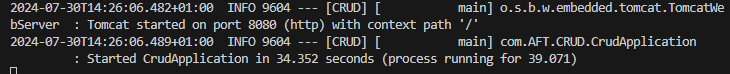 2024-07-30T14:26:06.482+01:00  INFO 9604 --- [CRUD] [           main] o.s.b.w.embedded.tomcat.TomcatWe
bServer  : Tomcat started on port 8080 (http) with context path '/'
2024-07-30T14:26:06.489+01:00  INFO 9604 --- [CRUD] [           main] com.AFT.CRUD.CrudApplication
         : Started CrudApplication in 34.352 seconds (process running for 39.071)